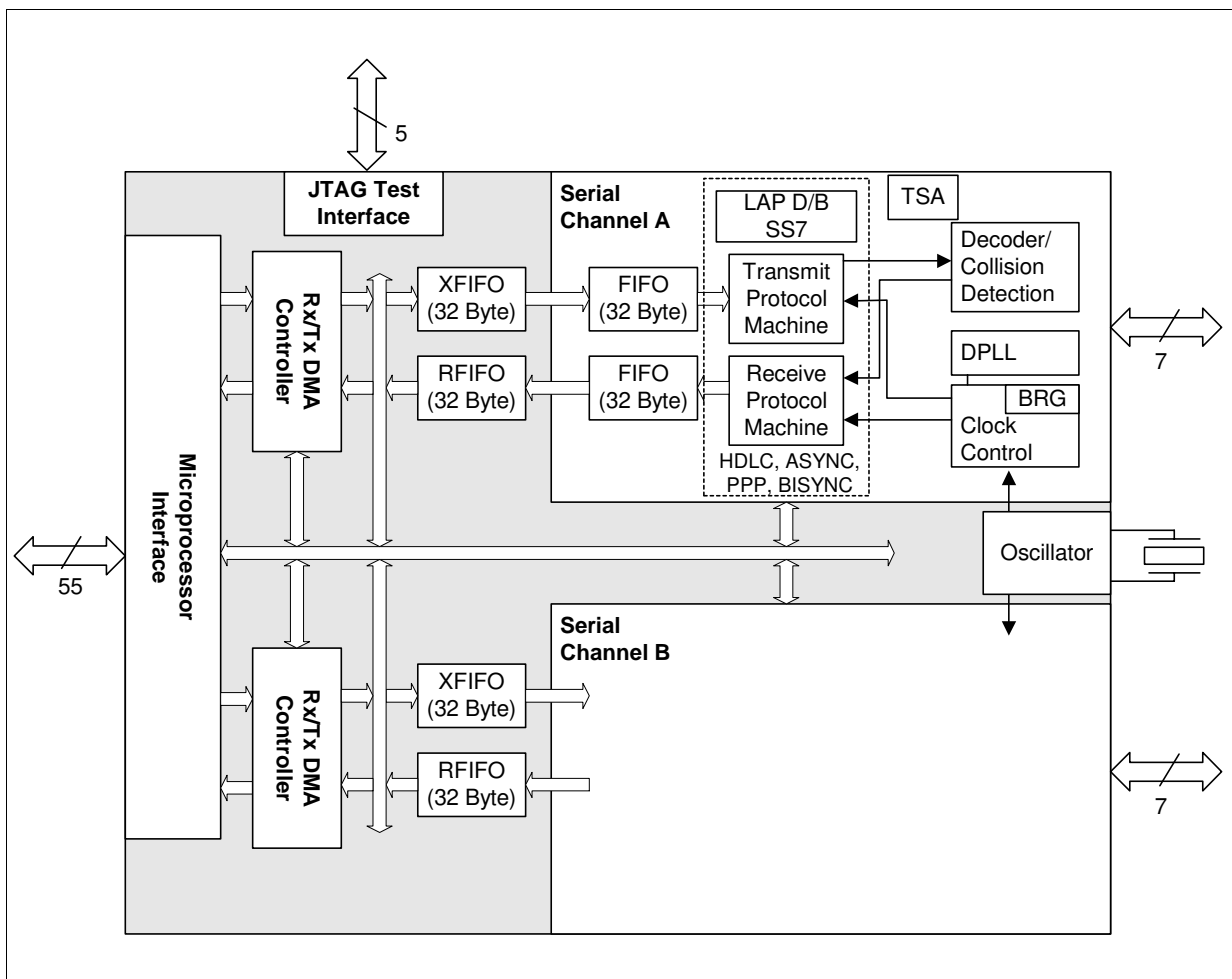 5
JTAG Test
Interface
Serial
Channel A
LAP D/B
SS7
TSA
Rx/Tx DMA
Controller
XFIFO
(32 Byte)
FIFO
(32 Byte)
Transmit
Protocol
Machine
Decoder/
Collision
Detection
7
RFIFO
(32 Byte)
FIFO
(32 Byte)
Receive
Protocol
Machine
DPLL
BRG
Clock
Control
HDLC, ASYNC,
PPP, BISYNC
Microprocessor
Interface
55
Oscillator
Serial
Channel B
Rx/Tx DMA
Controller
XFIFO
(32 Byte)
RFIFO
(32 Byte)
7